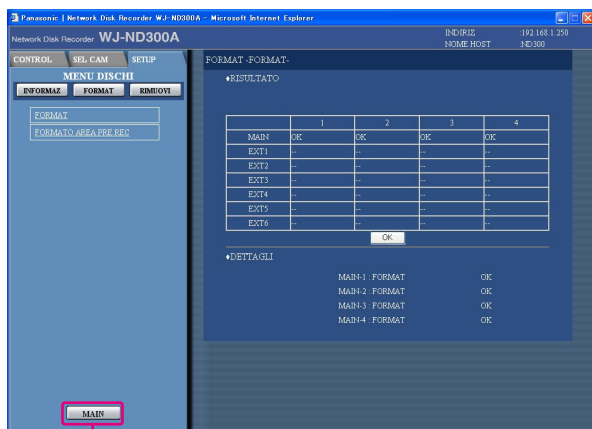 Panasonic | Network Disk Recorder WJ-ND300A - Microsoft Internet Explorer
Network Disk Recorder WJ-ND300A
INDIRIZ :192.168.1.250
NOME HOST :ND300
CONTROL SEL CAM SETUP
MENU DISCHI
INFORMAZ FORMAT RIMUOVI
FORMAT
FORMATO AREA PRE REC
MAIN
FORMAT -FORMAT-
♦RISULTATO
1 2 3 4
MAIN OK OK OK OK
EXT1 -- -- -- --
EXT2 -- -- -- --
EXT3 -- -- -- --
EXT4 -- -- -- --
EXT5 -- -- -- --
EXT6 -- -- -- --
OK
♦DETTAGLI
MAIN-1 : FORMAT OK
MAIN-2 : FORMAT OK
MAIN-3 : FORMAT OK
MAIN-4 : FORMAT OK